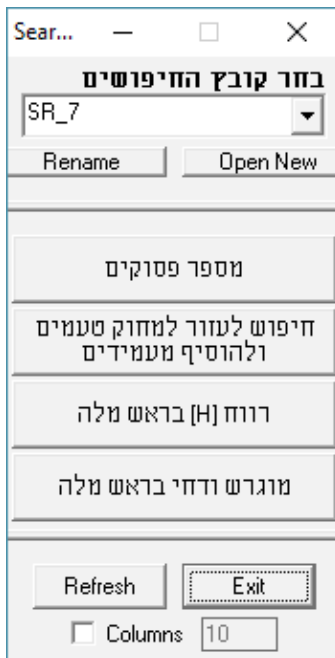 Sear...
בחר קובץ החיפושים
SR_7
Rename Open New
מספר פסוקים
חיפוש לעזור למחוק טעמים
ולהוסיף מעמידים
רווח [H] בראש מלה
מוגרש ודחי בראש מלה
Refresh Exit
Columns 10